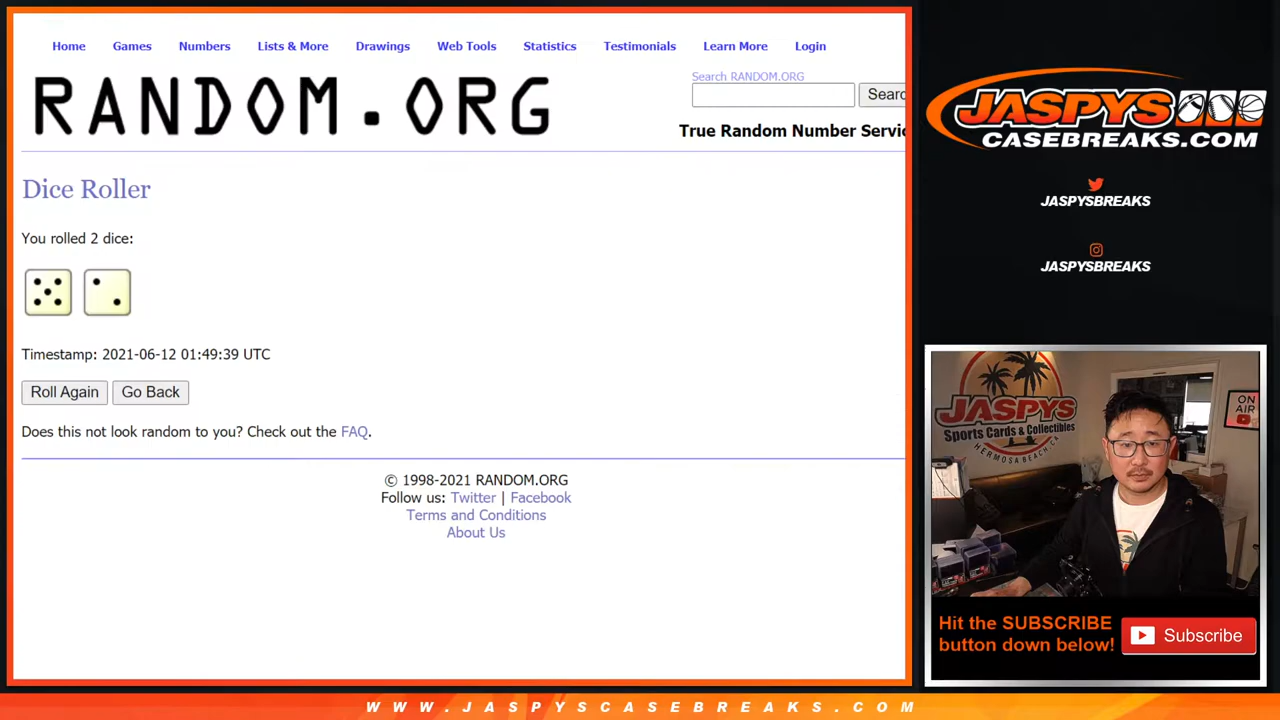 Home Games Numbers Lists & More Drawings Web Tools Statistics Testimonials Learn More Login
RANDOM.ORG
Search RANDOM.ORG
Searc
True Random Number Servic
Dice Roller
You rolled 2 dice:
Timestamp: 2021-06-12 01:49:39 UTC
Roll Again Go Back
Does this not look random to you? Check out the FAQ.
© 1998-2021 RANDOM.ORG
Follow us: Twitter | Facebook
Terms and Conditions
About Us
JASPYS
CASEBREAKS.COM
JASPYSBREAKS
JASPYSBREAKS
JASPYS
Sports Cards & Collectibles
HERMOSA BEACH, CA
ON
AIR
Hit the SUBSCRIBE
button down below!
Subscribe
WWW.JASPYSCASEBREAKS.COM